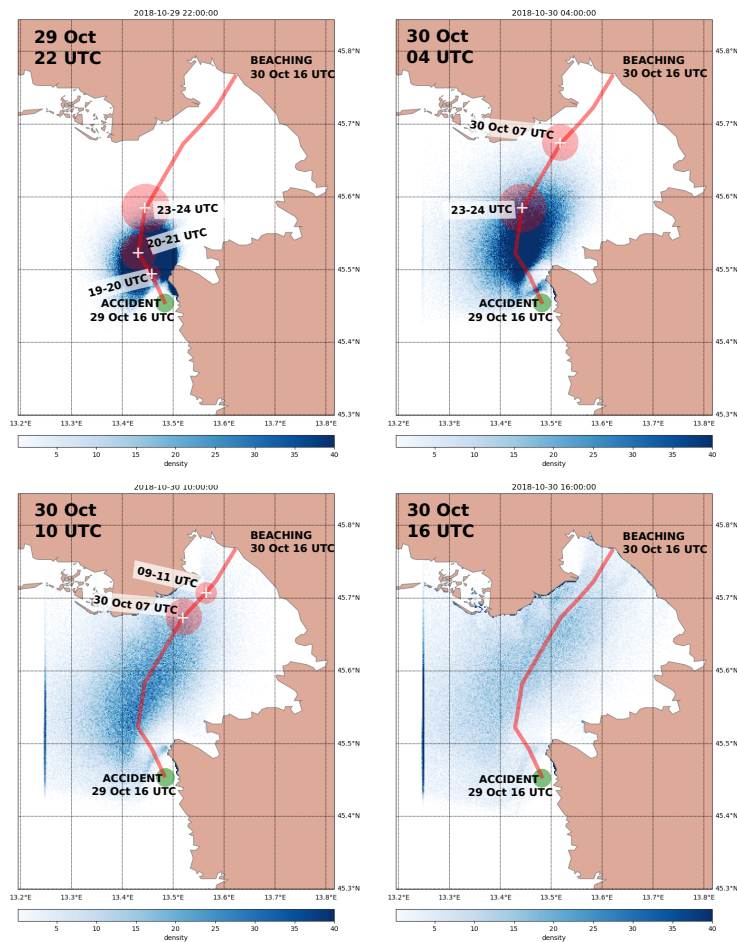 2018-10-29 22:00:00
29 Oct
22 UTC
BEACHING
30 Oct 16 UTC
23-24 UTC
20-21 UTC
19-20 UTC
ACCIDENT
29 Oct 16 UTC
45.8°N
45.7°N
45.6°N
45.5°N
45.4°N
45.3°N
13.2°E 13.3°E 13.4°E 13.5°E 13.6°E 13.7°E 13.8°E
5 10 15 20 25 30 35 40
density
2018-10-30 04:00:00
30 Oct
04 UTC
BEACHING
30 Oct 16 UTC
30 Oct 07 UTC
23-24 UTC
ACCIDENT
29 Oct 16 UTC
45.8°N
45.7°N
45.6°N
45.5°N
45.4°N
45.3°N
13.2°E 13.3°E 13.4°E 13.5°E 13.6°E 13.7°E 13.8°E
5 10 15 20 25 30 35 40
density
2018-10-30 10:00:00
30 Oct
10 UTC
BEACHING
30 Oct 16 UTC
09-11 UTC
30 Oct 07 UTC
ACCIDENT
29 Oct 16 UTC
45.8°N
45.7°N
45.6°N
45.5°N
45.4°N
45.3°N
13.2°E 13.3°E 13.4°E 13.5°E 13.6°E 13.7°E 13.8°E
5 10 15 20 25 30 35 40
density
2018-10-30 16:00:00
30 Oct
16 UTC
BEACHING
30 Oct 16 UTC
ACCIDENT
29 Oct 16 UTC
45.8°N
45.7°N
45.6°N
45.5°N
45.4°N
45.3°N
13.2°E 13.3°E 13.4°E 13.5°E 13.6°E 13.7°E 13.8°E
5 10 15 20 25 30 35 40
density